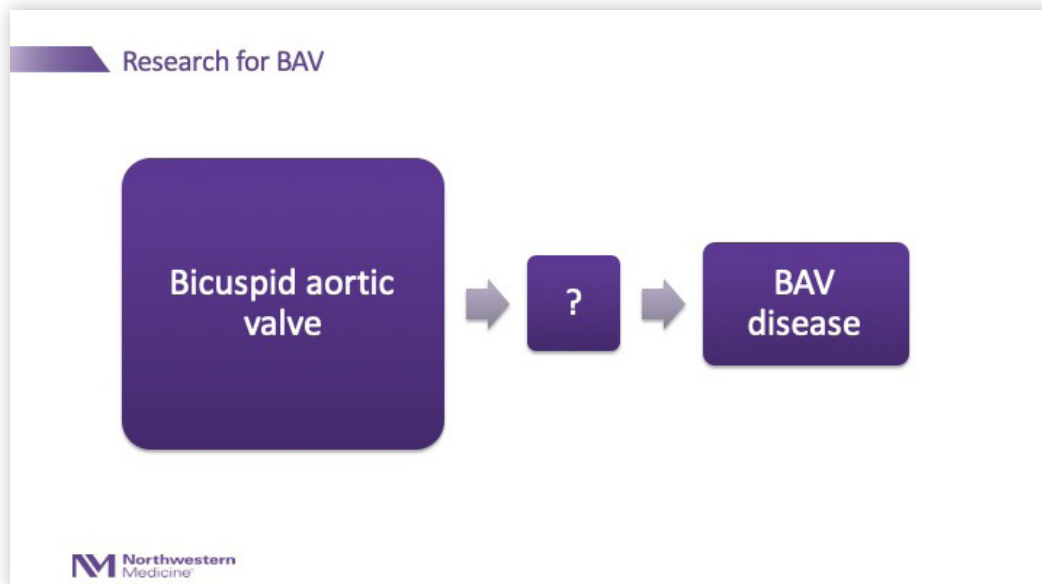 Research for BAV
Bicuspid aortic
valve
?
BAV
disease
Northwestern
Medicine